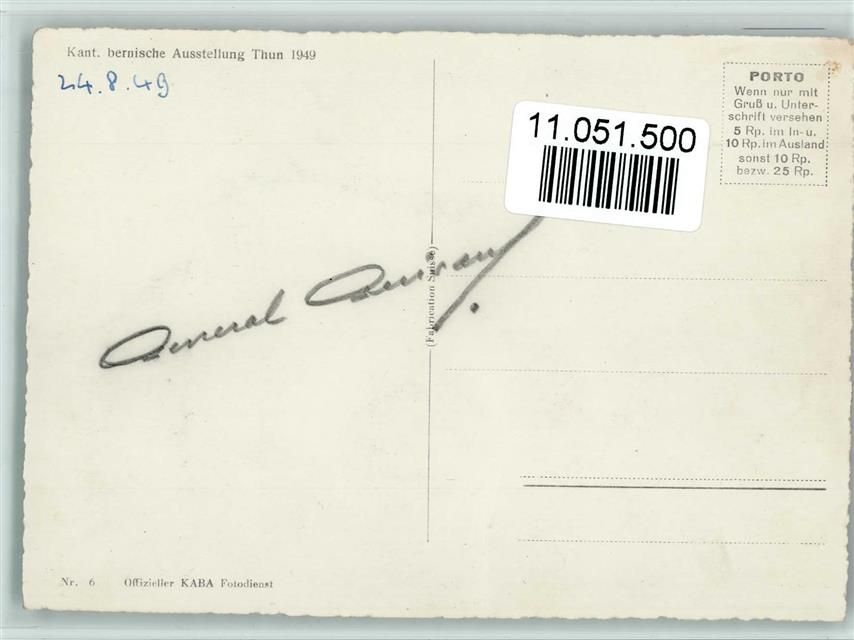 Kant. bernische Ausstellung Thun 1949
24.8.49
PORTO
Wenn nur mit
Gruß u. Unter-
schrift versehen
5 Rp. im In- u.
10 Rp. im Ausland
sonst 10 Rp.
bezw. 25 Rp.
11.051.500
General Guisan
(Fabrication Suisse)
Nr. 6 Offizieller KABA Fotodienst